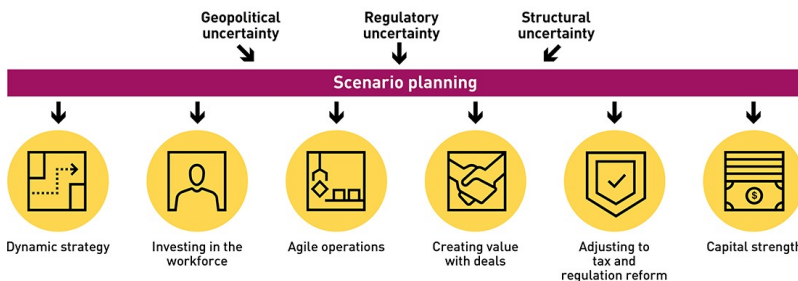 Geopolitical
uncertainty
Regulatory
uncertainty
Structural
uncertainty
Scenario planning
$
Dynamic strategy
Investing in the
workforce
Agile operations
Creating value
with deals
Adjusting to
tax and
regulation reform
Capital strength